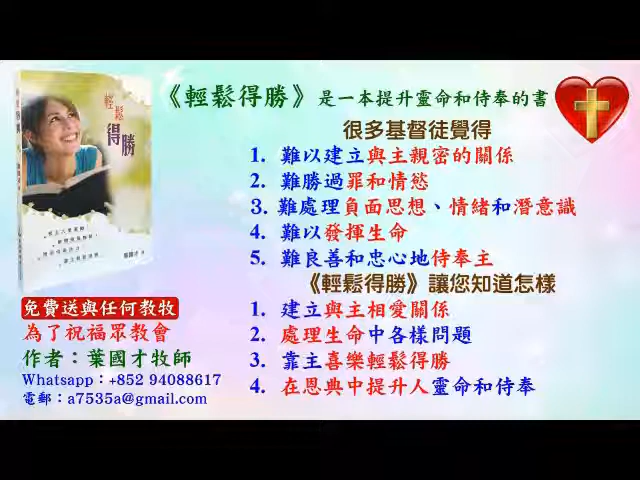 《輕鬆得勝》是一本提升靈命和侍奉的書
輕鬆
得勝
很多基督徒覺得
1. 難以建立與主親密的關係
2. 難勝過罪和情慾
3. 難處理負面思想、情緒和潛意識
4. 難以發揮生命
5. 難良善和忠心地侍奉主
《輕鬆得勝》讓您知道怎樣
1. 建立與主相愛關係
2. 處理生命中各樣問題
3. 靠主喜樂輕鬆得勝
4. 在恩典中提升人靈命和侍奉
免費送與任何教牧
為了祝福眾教會
作者：葉國才牧師
Whatsapp：+852 94088617
電郵：a7535a@gmail.com